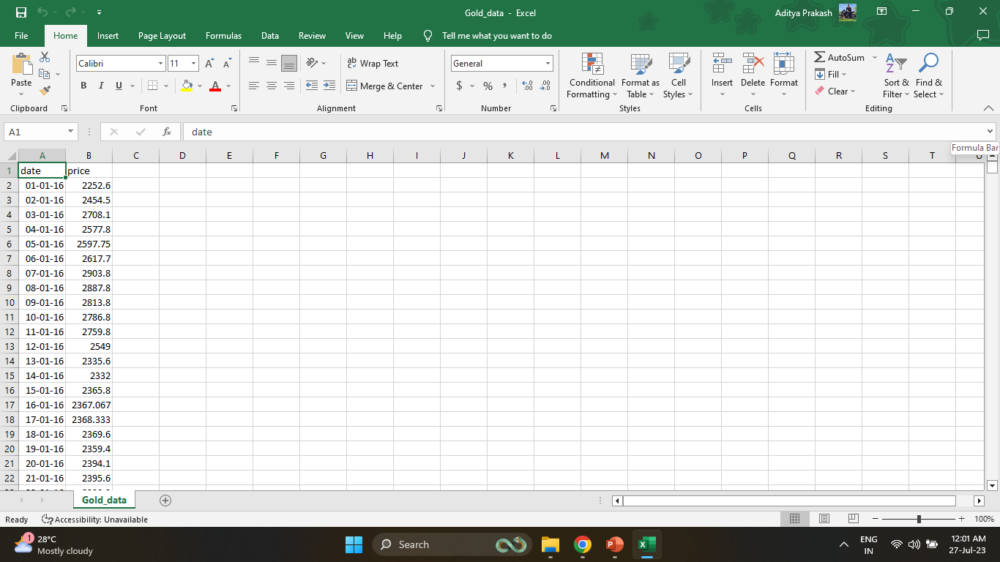 Gold_data - Excel
Aditya Prakash
File Home Insert Page Layout Formulas Data Review View Help Tell me what you want to do
Paste
Clipboard
Calibri 11
B I U A
Font
Wrap Text
Merge & Center
Alignment
General
$ % ,
Number
Conditional Formatting
Format as Table
Cell Styles
Styles
Insert Delete Format
Cells
AutoSum
Fill
Clear
Sort & Filter
Find & Select
Editing
A1 fx date
Formula Bar
A B C D E F G H I J K L M N O P Q R S T U
1 date price
2 01-01-16 2252.6
3 02-01-16 2454.5
4 03-01-16 2708.1
5 04-01-16 2577.8
6 05-01-16 2597.75
7 06-01-16 2617.7
8 07-01-16 2903.8
9 08-01-16 2887.8
10 09-01-16 2813.8
11 10-01-16 2786.8
12 11-01-16 2759.8
13 12-01-16 2549
14 13-01-16 2335.6
15 14-01-16 2332
16 15-01-16 2365.8
17 16-01-16 2367.067
18 17-01-16 2368.333
19 18-01-16 2369.6
20 19-01-16 2359.4
21 20-01-16 2394.1
22 21-01-16 2395.6
Gold_data
Ready Accessibility: Unavailable 100%
1 28°C
Mostly cloudy
Search
ENG
IN
12:01 AM
27-Jul-23